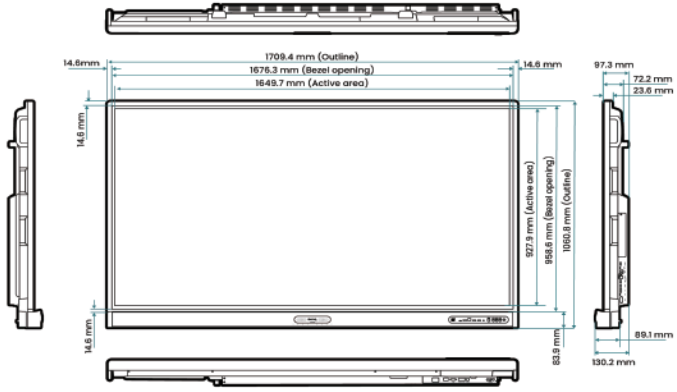 1709.4 mm (Outline)
14.6mm
14.6 mm
1676.3 mm (Bezel opening)
1649.7 mm (Active area)
97.3 mm
72.2 mm
23.6 mm
14.6 mm
927.9 mm (Active area)
958.6 mm (Bezel opening)
1060.8 mm (Outline)
14.6 mm
83.9 mm
89.1 mm
130.2 mm